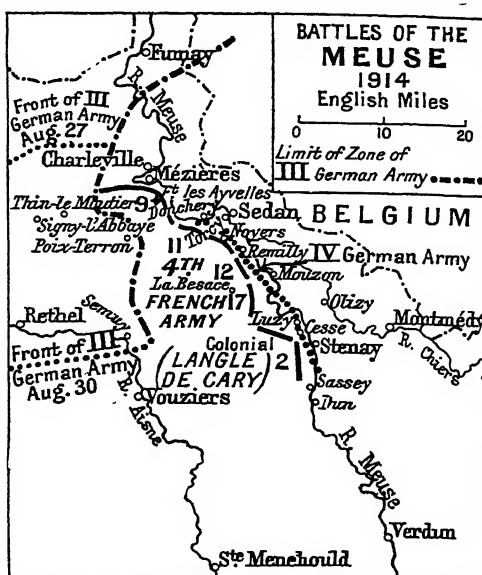 BATTLES OF THE
MEUSE
1914
English Miles
0 10 20
Limit of Zone of
III German Army
Fumay
R. Meuse
Front of III
German Army
Aug. 27
Charleville
Mézières
Ft les Ayvelles
Thin-le Moutier
9
Donchery
Sedan
BELGIUM
Signy-l'Abbaye
Torcy
Noyers
Poix-Terron
11
Remilly
IV German Army
4TH
12
Mouzon
La Besace
Rethel
FRENCH
17
Olizy
Semuy
ARMY
Luzy
Montmédy
Cesse
R. Chiers
Front of III
Colonial
Stenay
German Army
(LANGLE
2
Aug. 30
DE CARY)
Sassey
Vouziers
Dun
R. Aisne
R. Meuse
Verdun
Ste Menehould